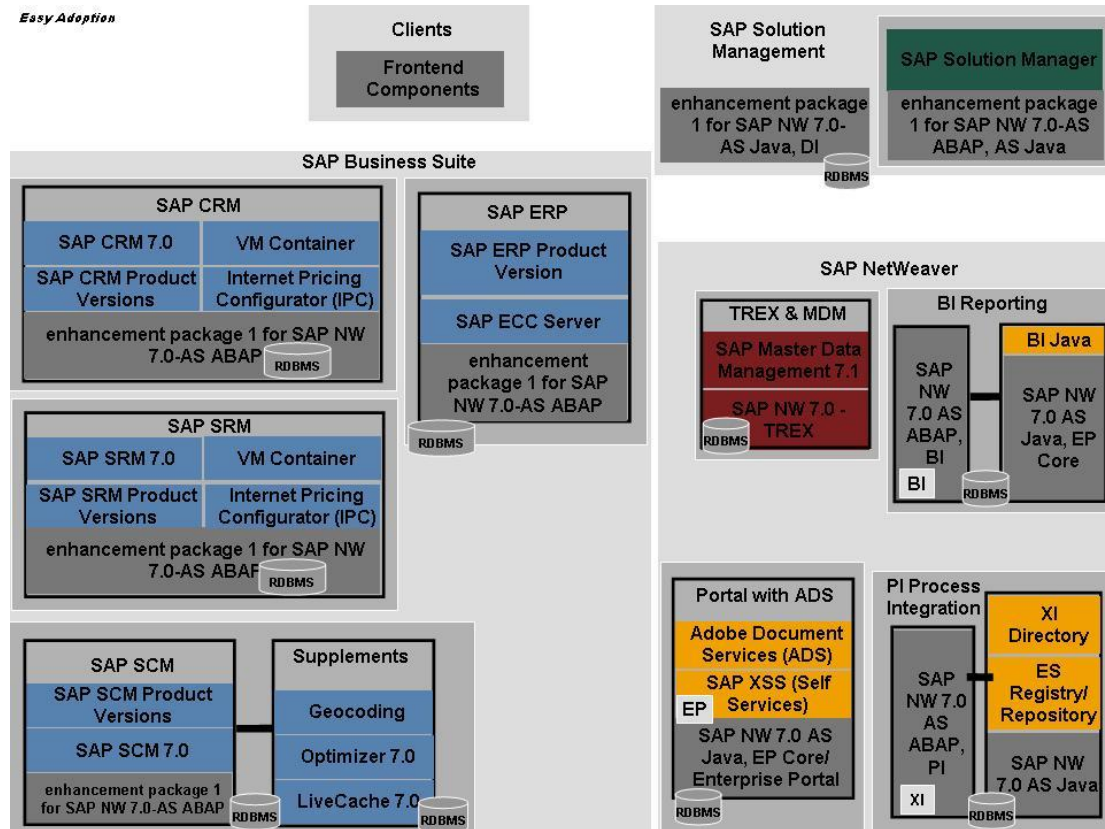 Easy Adoption
Clients
Frontend
Components
SAP Solution
Management
enhancement package
1 for SAP NW 7.0-
AS Java, DI
RDBMS
SAP Solution Manager
enhancement package
1 for SAP NW 7.0-AS
ABAP, AS Java
SAP Business Suite
SAP CRM
SAP CRM 7.0
VM Container
SAP CRM Product
Versions
Internet Pricing
Configurator (IPC)
enhancement package 1 for SAP NW
7.0-AS ABAP
RDBMS
SAP ERP
SAP ERP Product
Version
SAP ECC Server
enhancement
package 1 for SAP
NW 7.0-AS ABAP
RDBMS
SAP SRM
SAP SRM 7.0
VM Container
SAP SRM Product
Versions
Internet Pricing
Configurator (IPC)
enhancement package 1 for SAP NW
7.0-AS ABAP
RDBMS
SAP SCM
SAP SCM Product
Versions
SAP SCM 7.0
enhancement package 1
for SAP NW 7.0-AS ABAP
RDBMS
Supplements
Geocoding
Optimizer 7.0
LiveCache 7.0
RDBMS
SAP NetWeaver
TREX & MDM
SAP Master Data
Management 7.1
SAP NW 7.0 -
TREX
RDBMS
BI Reporting
SAP
NW
7.0 AS
ABAP,
BI
BI
BI Java
SAP NW
7.0 AS
Java, EP
Core
RDBMS
Portal with ADS
Adobe Document
Services (ADS)
SAP XSS (Self
Services)
EP
SAP NW 7.0 AS
Java, EP Core/
Enterprise Portal
RDBMS
PI Process
Integration
SAP
NW 7.0
AS
ABAP,
PI
XI
XI
Directory
ES
Registry/
Repository
SAP NW
7.0 AS Java
RDBMS